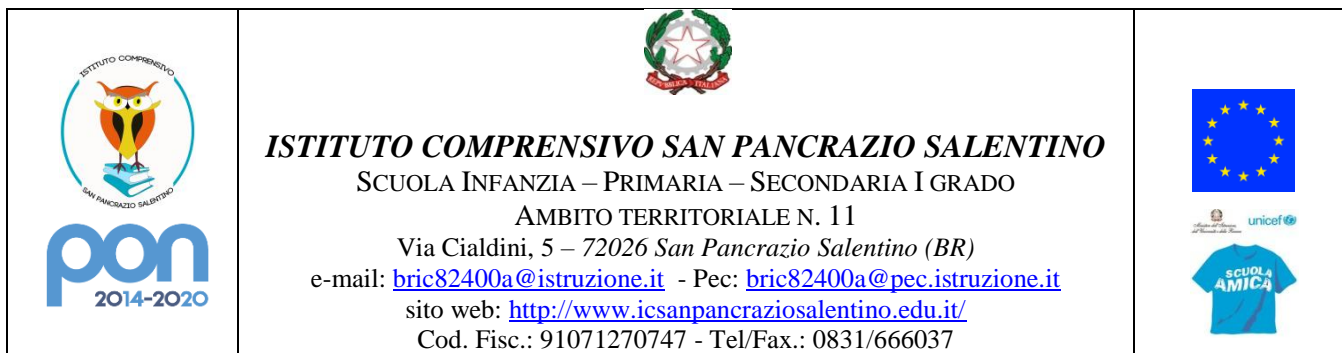 ISTITUTO COMPRENSIVO
SAN PANCRAZIO SALENTINO
pon
2014-2020
REPVBBLICA ITALIANA
ISTITUTO COMPRENSIVO SAN PANCRAZIO SALENTINO
SCUOLA INFANZIA – PRIMARIA – SECONDARIA I GRADO
AMBITO TERRITORIALE N. 11
Via Cialdini, 5 – 72026 San Pancrazio Salentino (BR)
e-mail: bric82400a@istruzione.it - Pec: bric82400a@pec.istruzione.it
sito web: http://www.icsanpancraziosalentino.edu.it/
Cod. Fisc.: 91071270747 - Tel/Fax.: 0831/666037
unicef
SCUOLA
AMICA